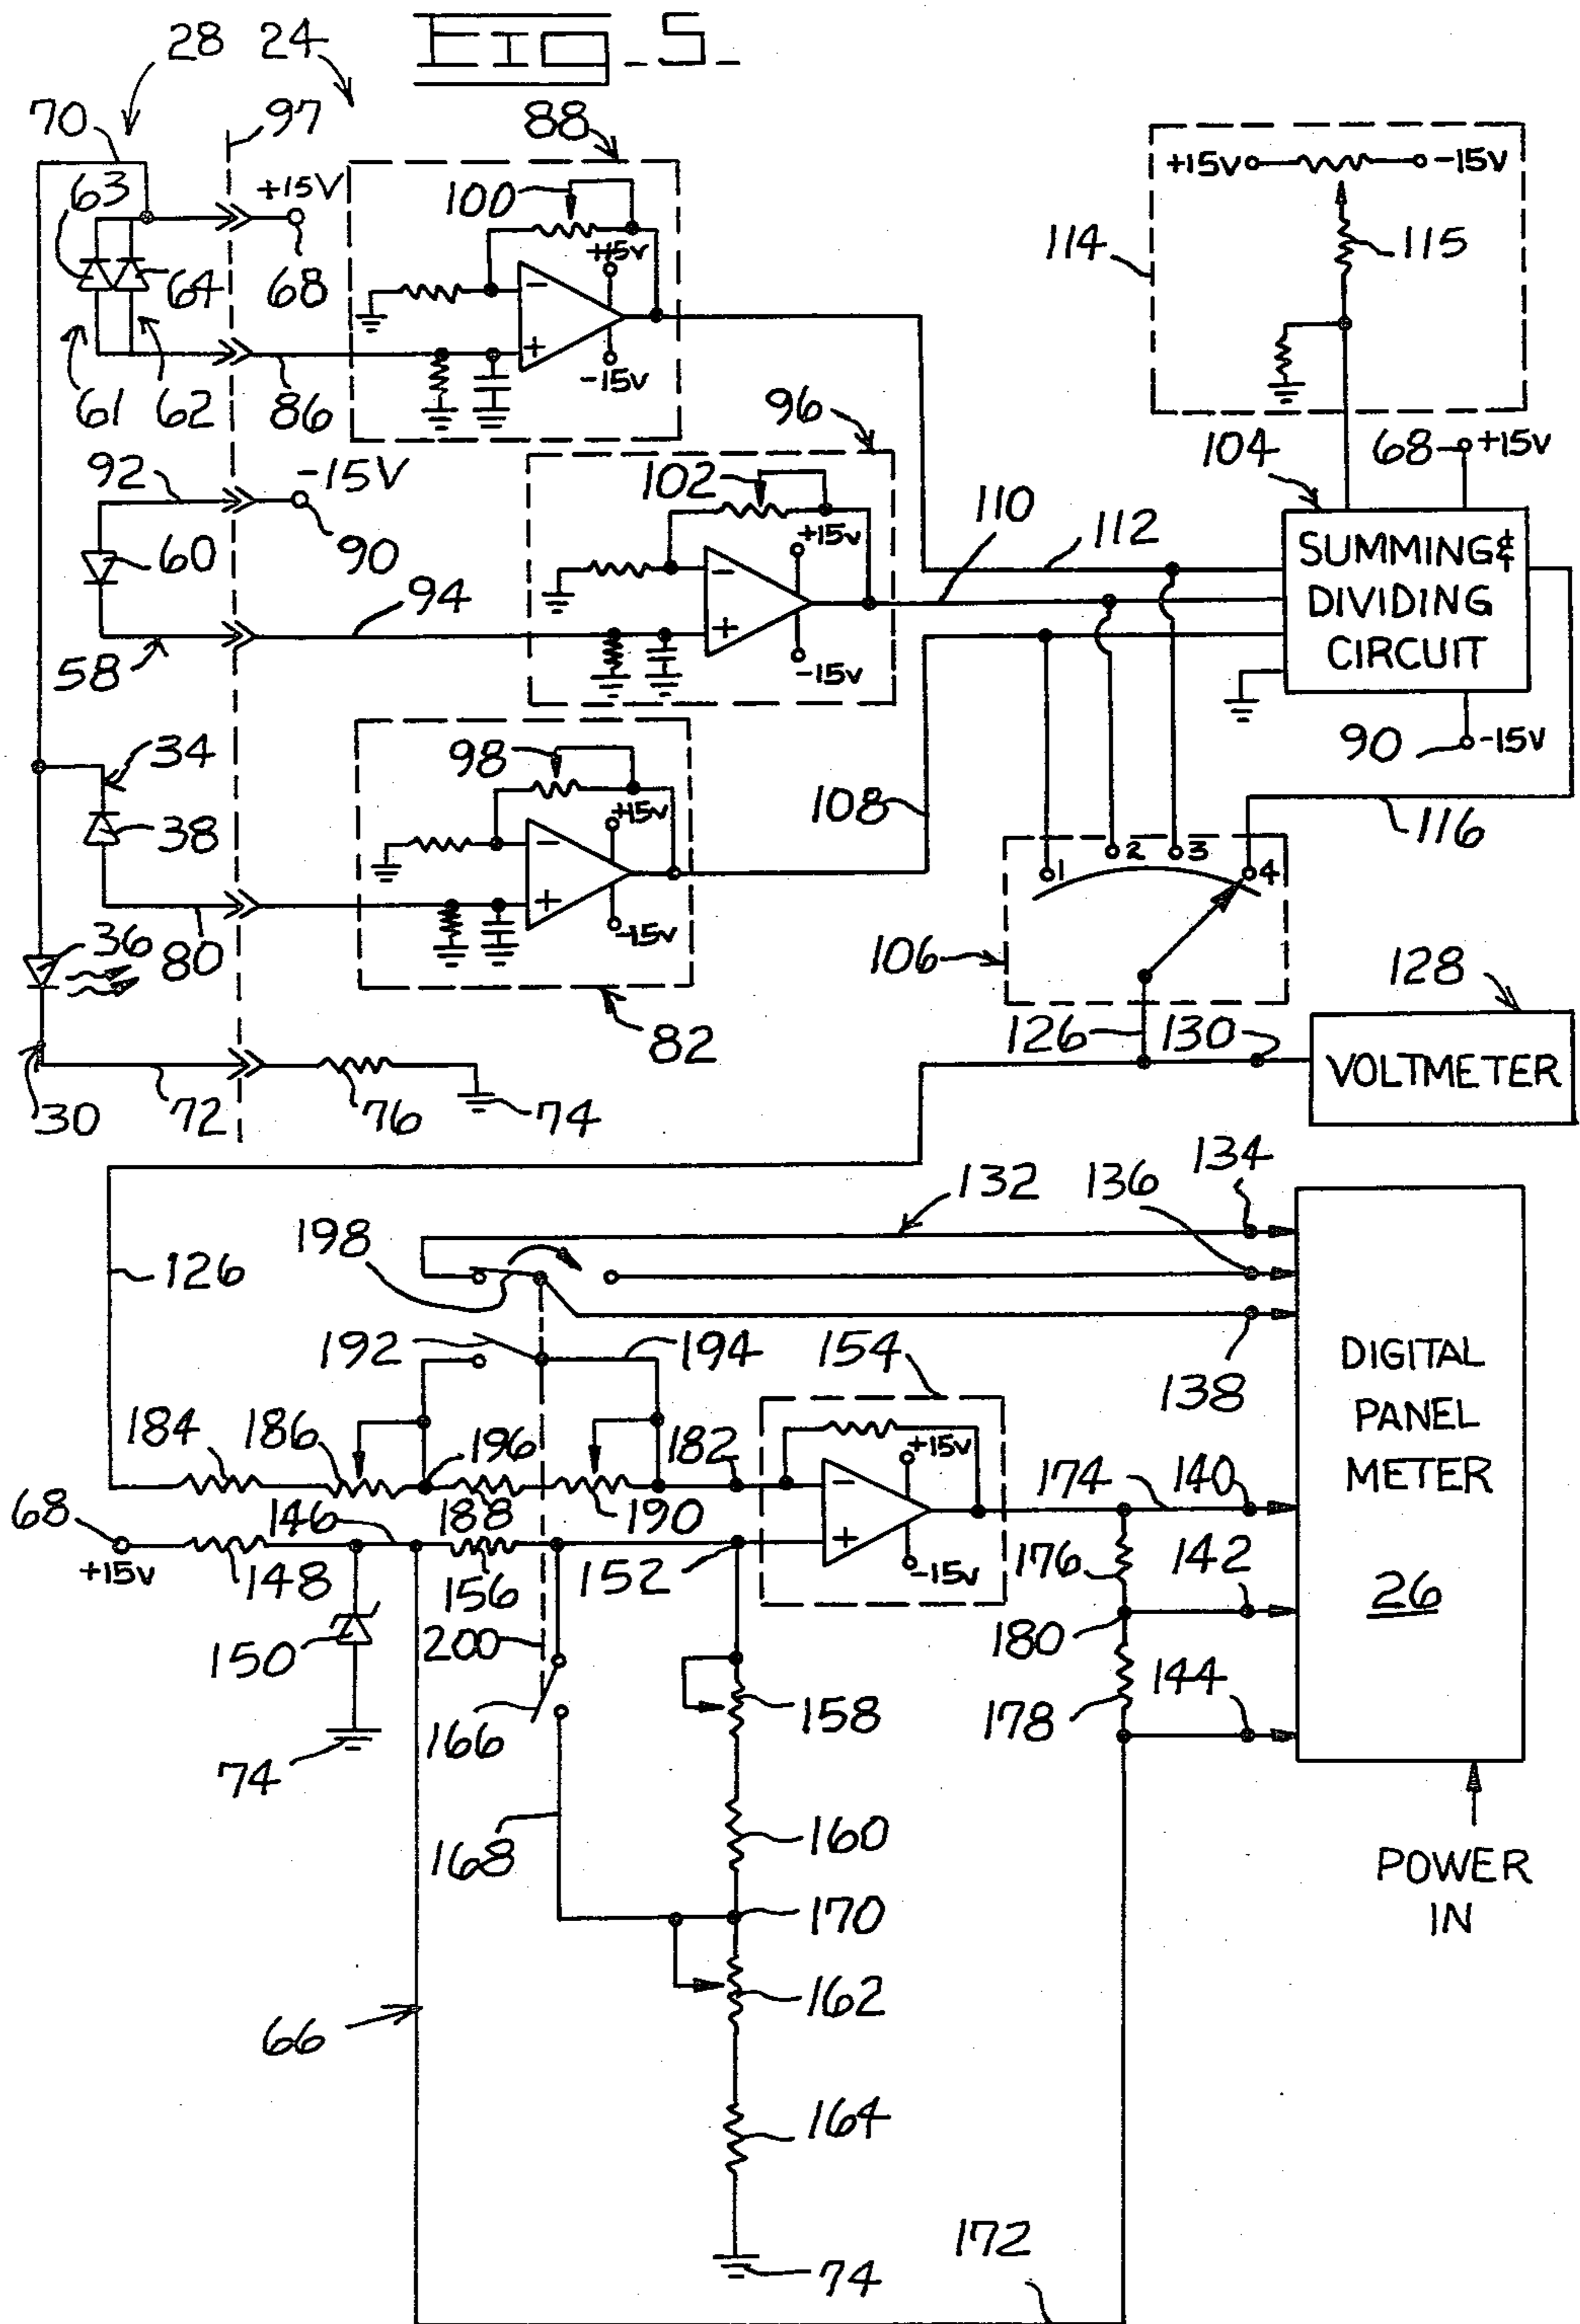 FIG_5_
28 24
70 97 88
63 +15V 100 +15v -15v
+15v
114 115
64 68
-15v
61 62 86
96
92 -15V 102 104 68 +15v
110 112
+15v
60 90
SUMMING &
DIVIDING
CIRCUIT
94
58 -15v
34 98 90 -15v
+15v 108
38 116
1 2 3 4
-15v
36 80 106 128
82 126 130
VOLTMETER
30 72 76 74
132 136 134
198
126
192 194 154 138
DIGITAL
PANEL
METER
26
184 186 196 182 +15v
174 140
68 146 188 190
+15v 148 156 152 -15v 176 142
150 200 180
144
166 158 178
74
168 160
POWER
IN
170
162
66
164
172
74